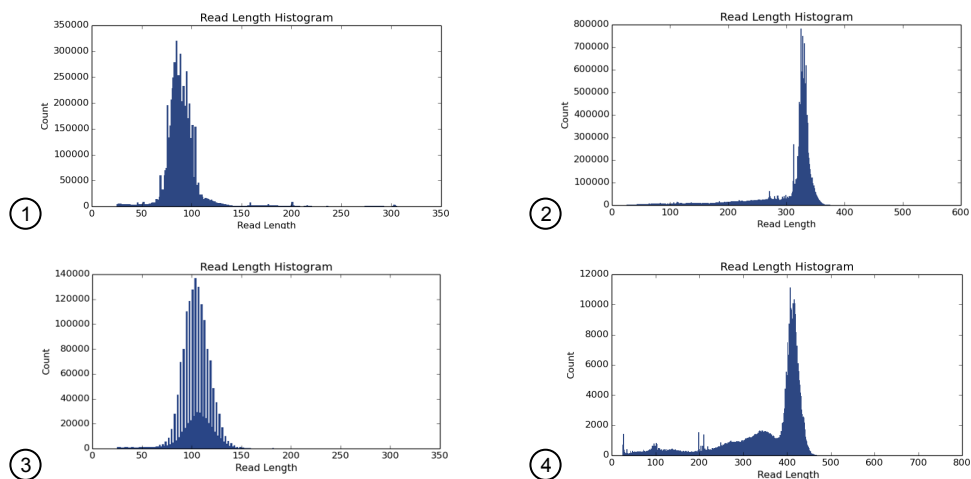 Read Length Histogram
350000
300000
250000
200000
150000
100000
50000
0
Count
0 50 100 150 200 250 300 350
Read Length
1
Read Length Histogram
800000
700000
600000
500000
400000
300000
200000
100000
0
Count
0 100 200 300 400 500 600
Read Length
2
Read Length Histogram
140000
120000
100000
80000
60000
40000
20000
0
Count
0 50 100 150 200 250 300 350
Read Length
3
Read Length Histogram
12000
10000
8000
6000
4000
2000
0
Count
0 100 200 300 400 500 600 700 800
Read Length
4